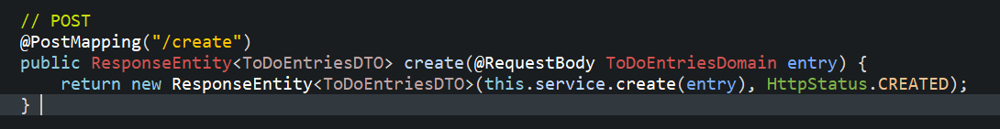 // POST
@PostMapping("/create")
public ResponseEntity<ToDoEntriesDTO> create(@RequestBody ToDoEntriesDomain entry) {
    return new ResponseEntity<ToDoEntriesDTO>(this.service.create(entry), HttpStatus.CREATED);
}